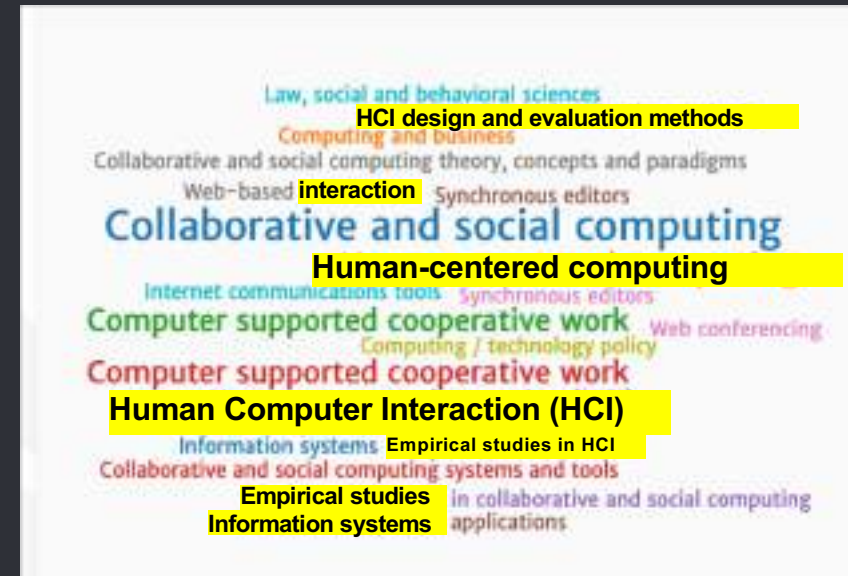 Law, social and behavioral sciences
HCI design and evaluation methods
Computing and business
Collaborative and social computing theory, concepts and paradigms
Web-based interaction Synchronous editors
Collaborative and social computing
Human-centered computing
Internet communications tools Synchronous editors
Computer supported cooperative work Web conferencing
Computing / technology policy
Computer supported cooperative work
Human Computer Interaction (HCI)
Information systems Empirical studies in HCI
Collaborative and social computing systems and tools
Empirical studies in collaborative and social computing
Information systems applications